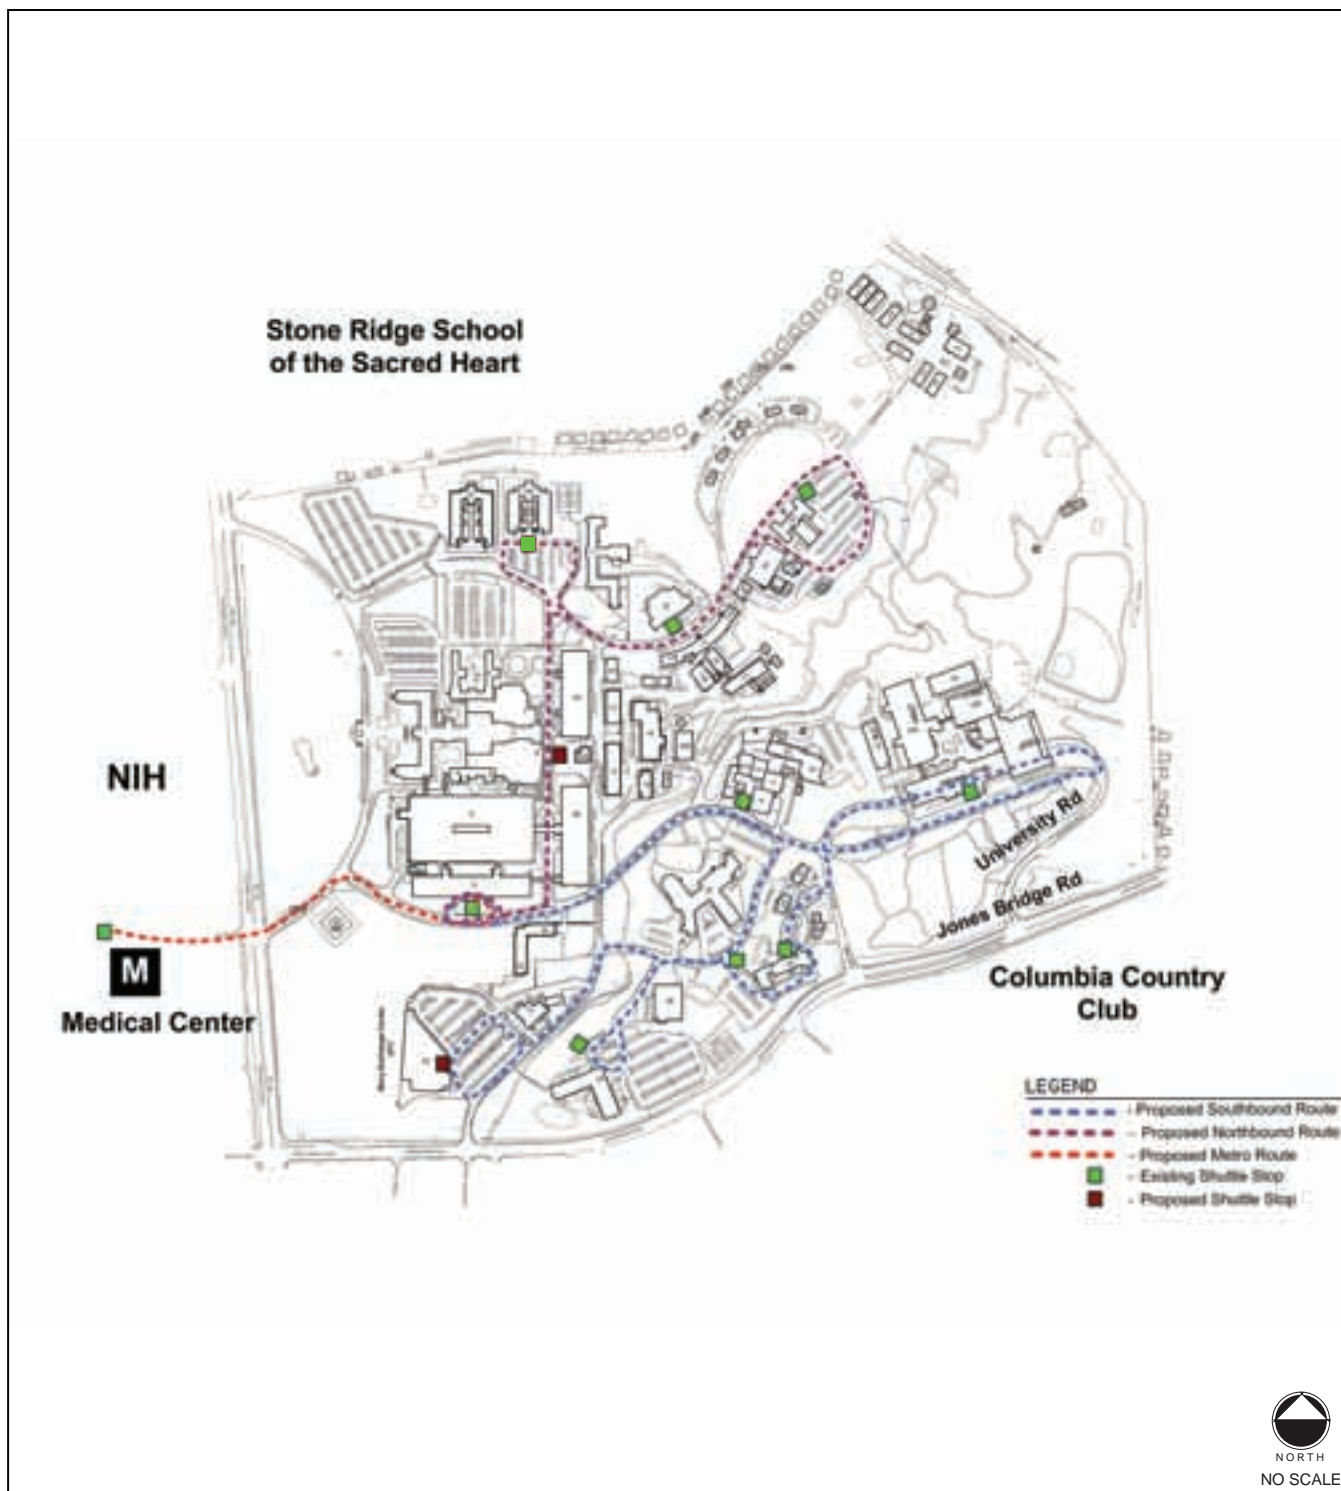 Stone Ridge School
of the Sacred Heart
NIH
University Rd
Jones Bridge Rd
M
Medical Center
Columbia Country
Club
LEGEND
- Proposed Southbound Route
- Proposed Northbound Route
- Proposed Metro Route
- Existing Shuttle Stop
- Proposed Shuttle Stop
NORTH
NO SCALE